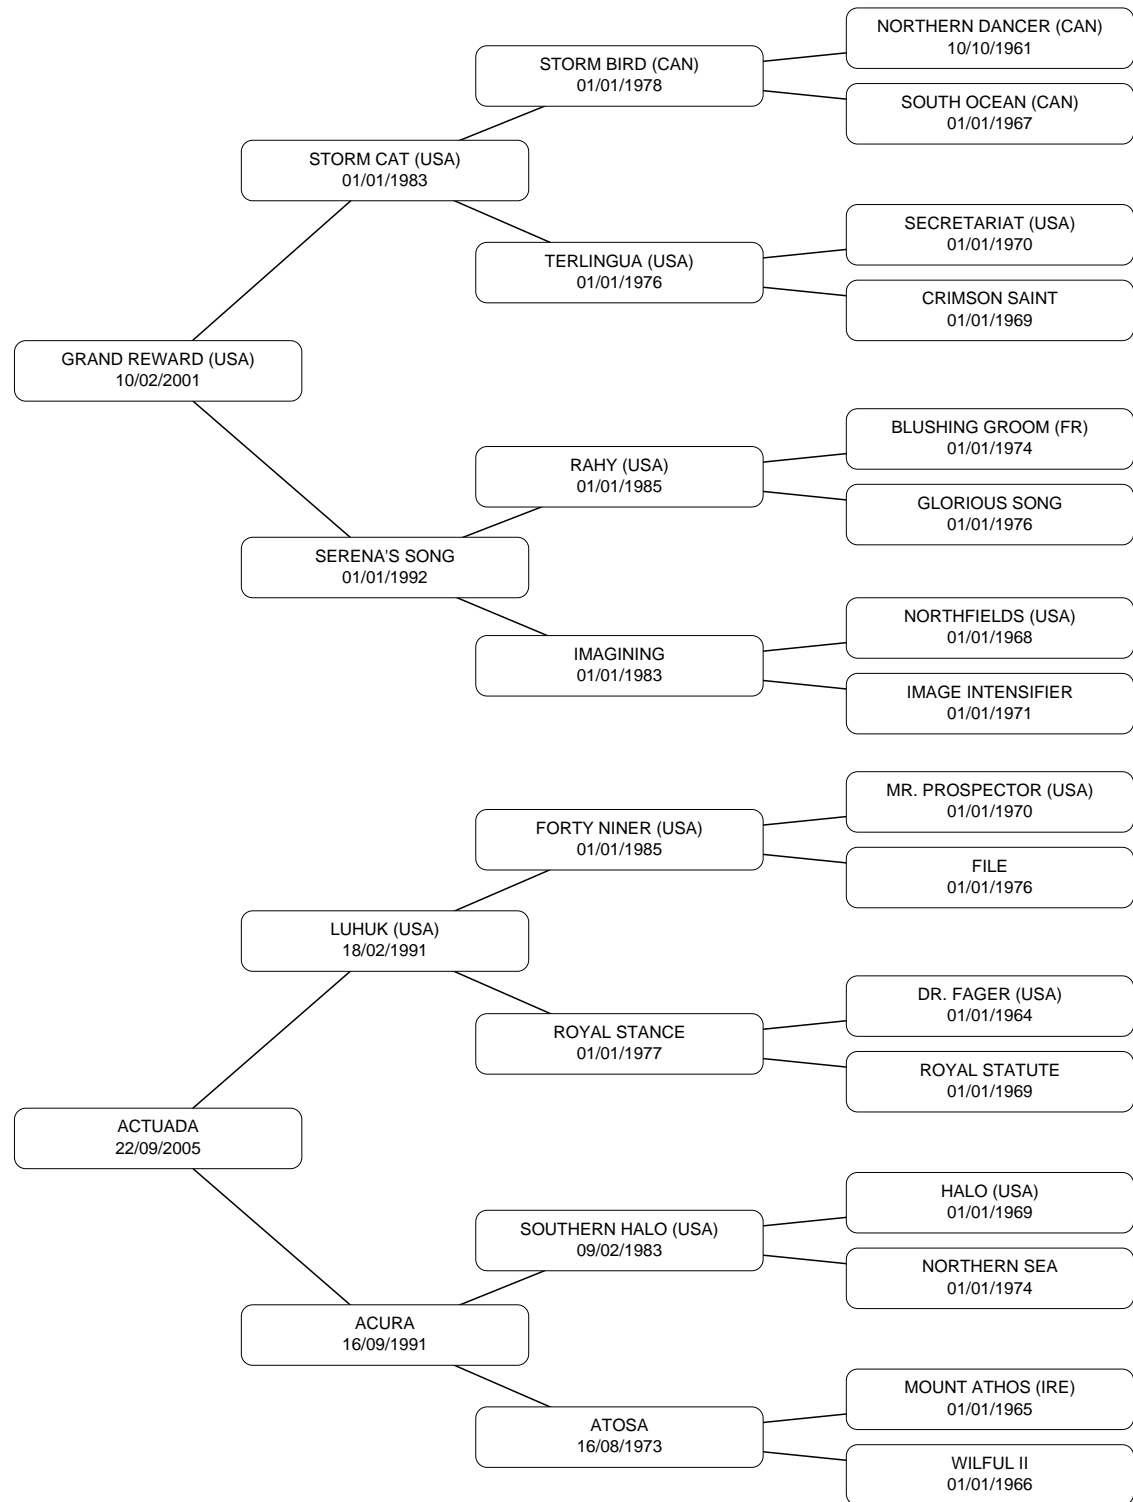 NORTHERN DANCER (CAN)
10/10/1961
STORM BIRD (CAN)
01/01/1978
SOUTH OCEAN (CAN)
01/01/1967
STORM CAT (USA)
01/01/1983
SECRETARIAT (USA)
01/01/1970
TERLINGUA (USA)
01/01/1976
CRIMSON SAINT
01/01/1969
GRAND REWARD (USA)
10/02/2001
BLUSHING GROOM (FR)
01/01/1974
RAHY (USA)
01/01/1985
GLORIOUS SONG
01/01/1976
SERENA'S SONG
01/01/1992
NORTHFIELDS (USA)
01/01/1968
IMAGINING
01/01/1983
IMAGE INTENSIFIER
01/01/1971
MR. PROSPECTOR (USA)
01/01/1970
FORTY NINER (USA)
01/01/1985
FILE
01/01/1976
LUHUK (USA)
18/02/1991
DR. FAGER (USA)
01/01/1964
ROYAL STANCE
01/01/1977
ROYAL STATUTE
01/01/1969
ACTUADA
22/09/2005
HALO (USA)
01/01/1969
SOUTHERN HALO (USA)
09/02/1983
NORTHERN SEA
01/01/1974
ACURA
16/09/1991
MOUNT ATHOS (IRE)
01/01/1965
ATOSA
16/08/1973
WILFUL II
01/01/1966